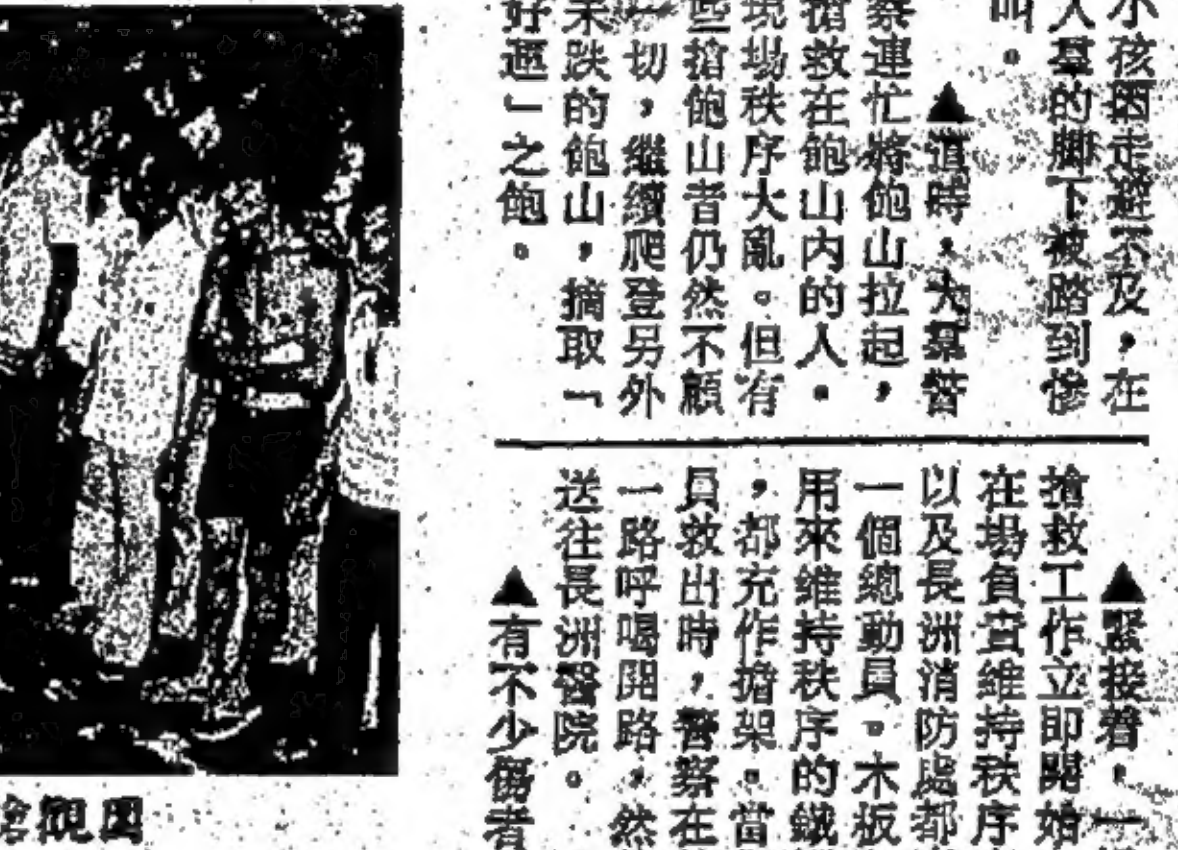 小孩因走避不及，在
人羣的脚下被踏到慘
叫。
▲這時，大羣警
察連忙將飽山拉起，
搶救在飽山內的人。
現場秩序大亂。但有
些搶飽山者仍然不顧
一切，繼續爬登另外
未跌的飽山，摘取「
好運」之飽。
▲緊接着，一
搶救工作立即開始
在場負責維持秩序
以及長洲消防處都
一個總動員。木板
用來維持秩序的鐵
，都充作擔架。當
員救出時，警察在
一路呼喝開路，然
送往長洲醫院。
▲有不少傷者
圍觀搶